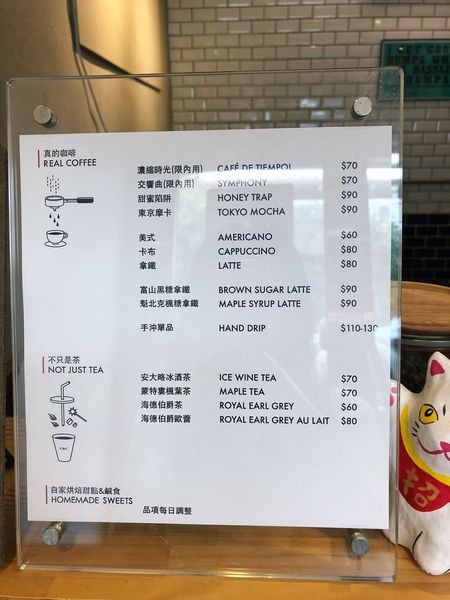 真的咖啡
REAL COFFEE
濃縮時光(限內用) CAFÉ DE TIEMPO! $70
交響曲(限內用) SYMPHONY $70
甜蜜陷阱 HONEY TRAP $90
東京摩卡 TOKYO MOCHA $90
美式 AMERICANO $60
卡布 CAPPUCCINO $80
拿鐵 LATTE $80
富山黑糖拿鐵 BROWN SUGAR LATTE $90
魁北克楓糖拿鐵 MAPLE SYRUP LATTE $90
手沖單品 HAND DRIP $110-130
不只是茶
NOT JUST TEA
安大略冰酒茶 ICE WINE TEA $70
蒙特婁楓葉茶 MAPLE TEA $70
海德伯爵茶 ROYAL EARL GREY $60
海德伯爵歐蕾 ROYAL EARL GREY AU LAIT $80
C&C
自家烘焙甜點&鹹食
HOMEMADE SWEETS
品項每日調整
招